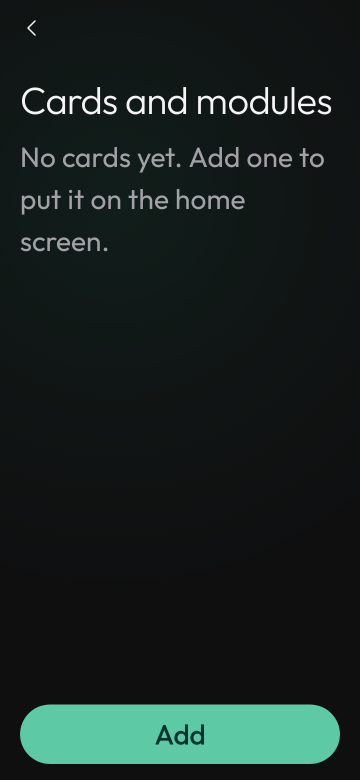 Cards and modules
No cards yet. Add one to
put it on the home
screen.
Add